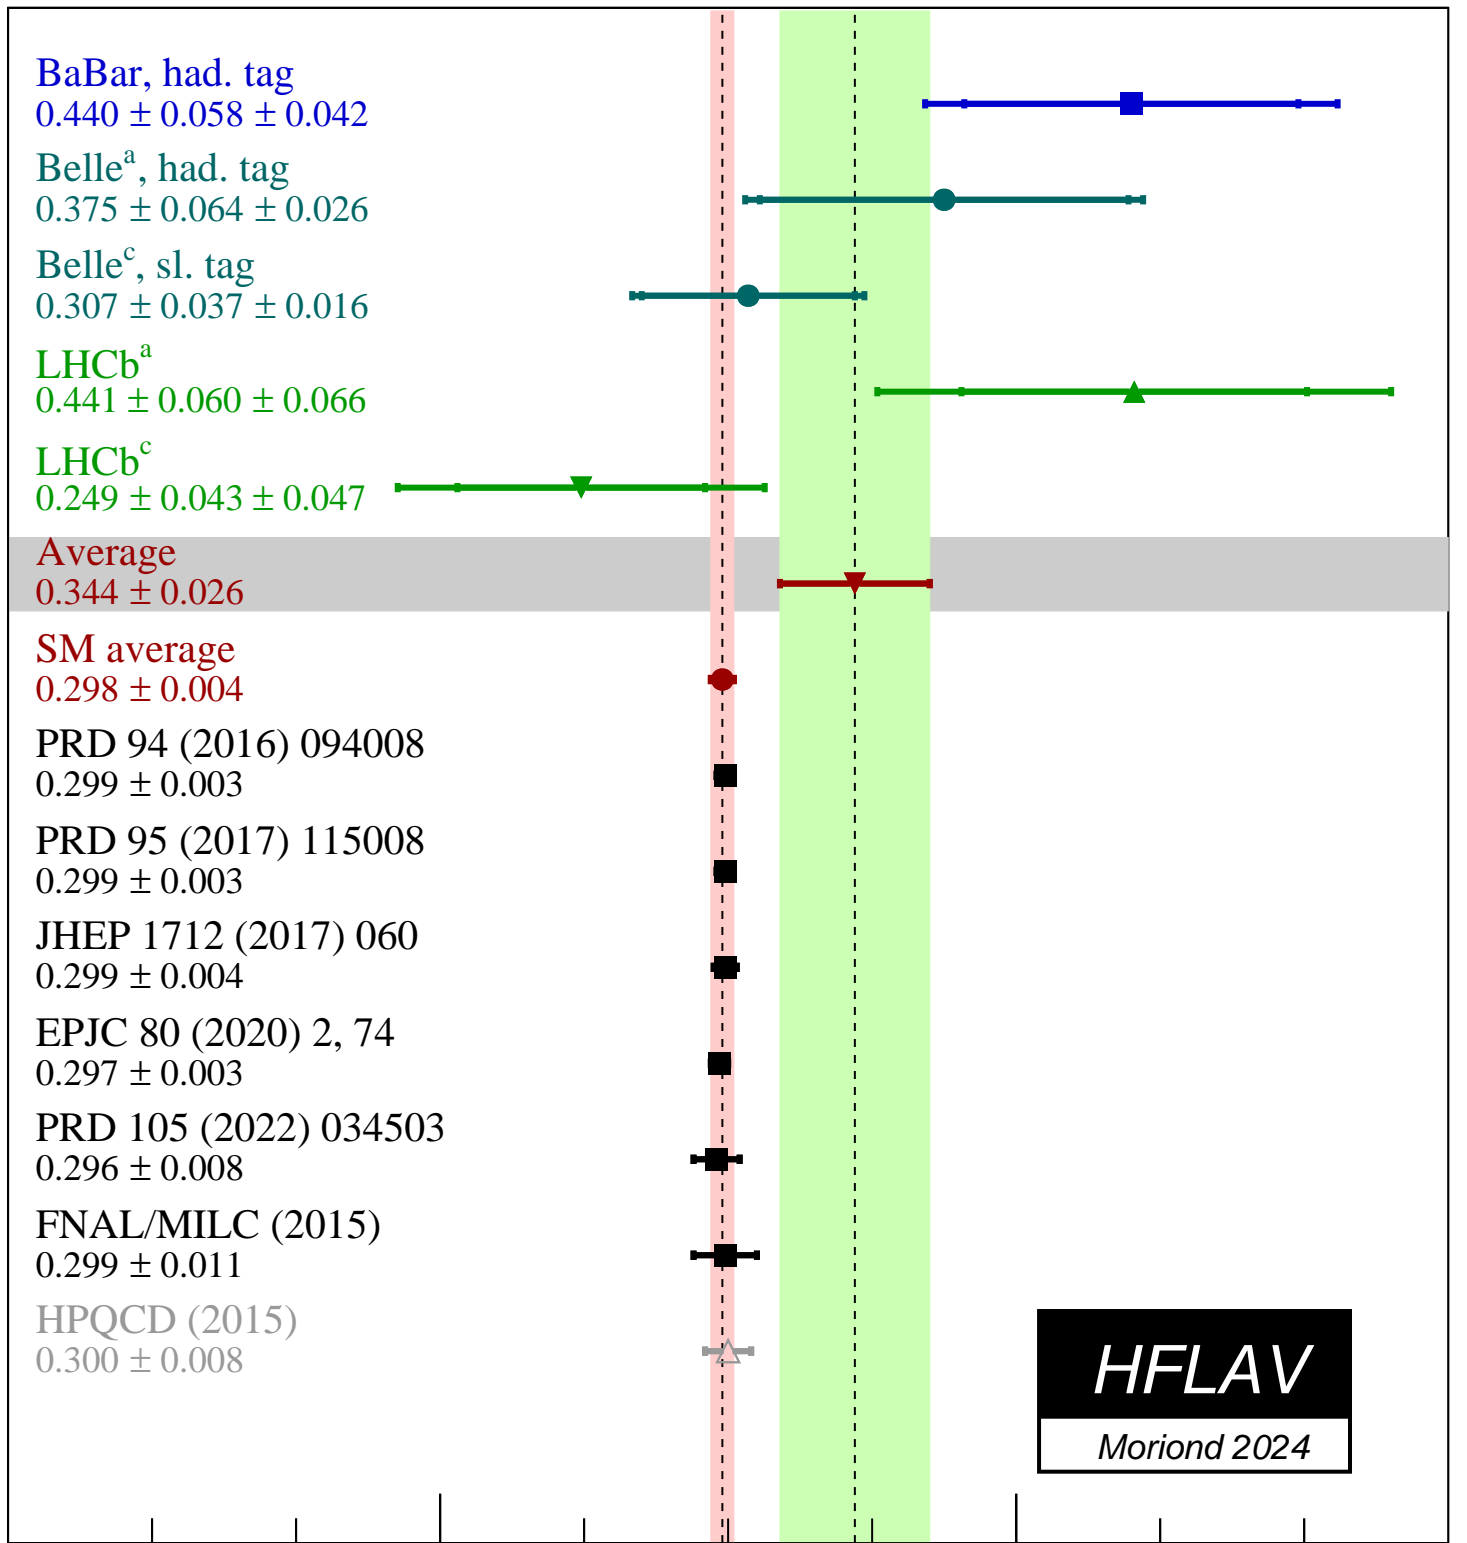 BaBar, had. tag
0.440 ± 0.058 ± 0.042
Belleᵃ, had. tag
0.375 ± 0.064 ± 0.026
Belleᶜ, sl. tag
0.307 ± 0.037 ± 0.016
LHCbᵃ
0.441 ± 0.060 ± 0.066
LHCbᶜ
0.249 ± 0.043 ± 0.047
Average
0.344 ± 0.026
SM average
0.298 ± 0.004
PRD 94 (2016) 094008
0.299 ± 0.003
PRD 95 (2017) 115008
0.299 ± 0.003
JHEP 1712 (2017) 060
0.299 ± 0.004
EPJC 80 (2020) 2, 74
0.297 ± 0.003
PRD 105 (2022) 034503
0.296 ± 0.008
FNAL/MILC (2015)
0.299 ± 0.011
HPQCD (2015)
0.300 ± 0.008
HFLAV
Moriond 2024